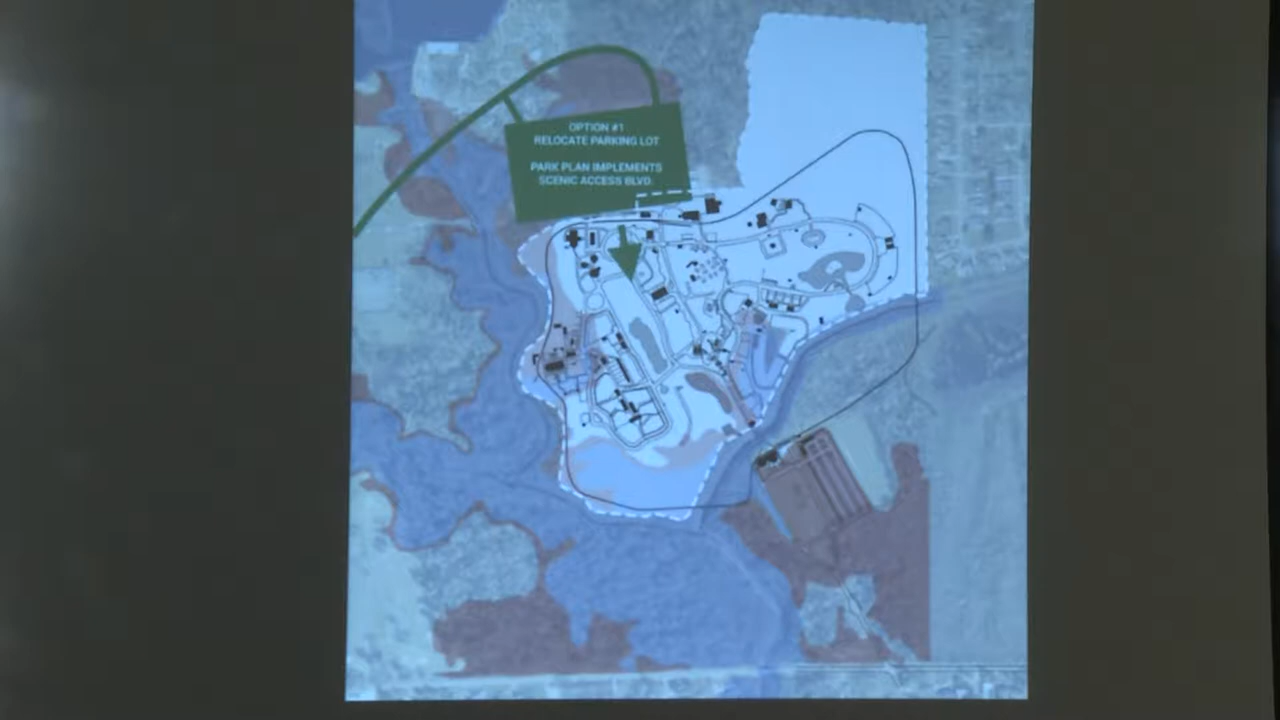 OPTION #1
RELOCATE PARKING LOT
PARK PLAN IMPLEMENTS
SCENIC ACCESS BLVD.